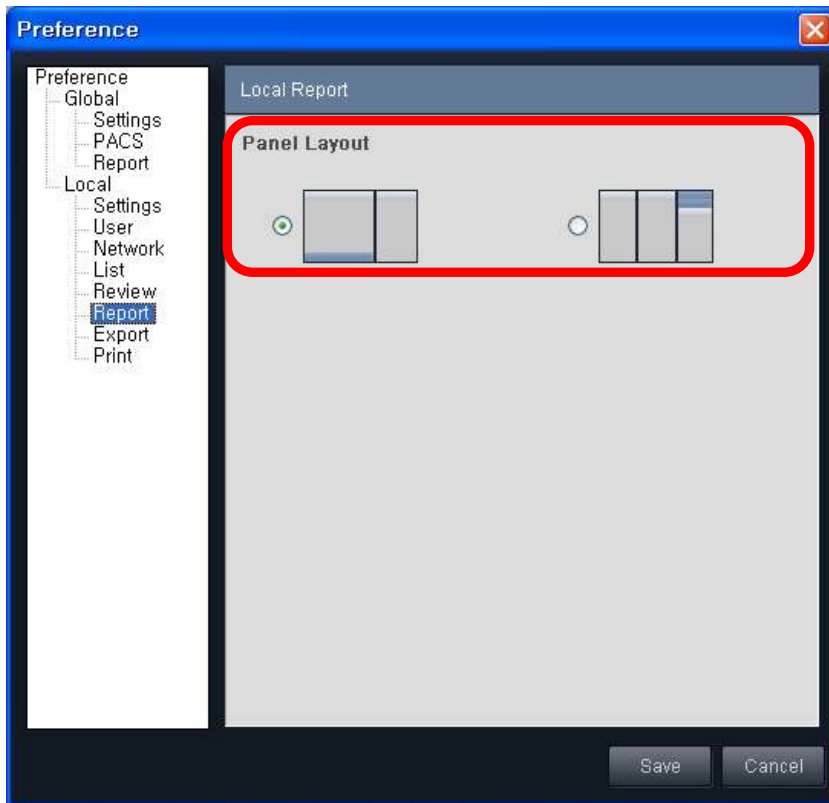 Preference
Preference
Global
Settings
PACS
Report
Local
Settings
User
Network
List
Review
Report
Export
Print
Local Report
Panel Layout
Save
Cancel